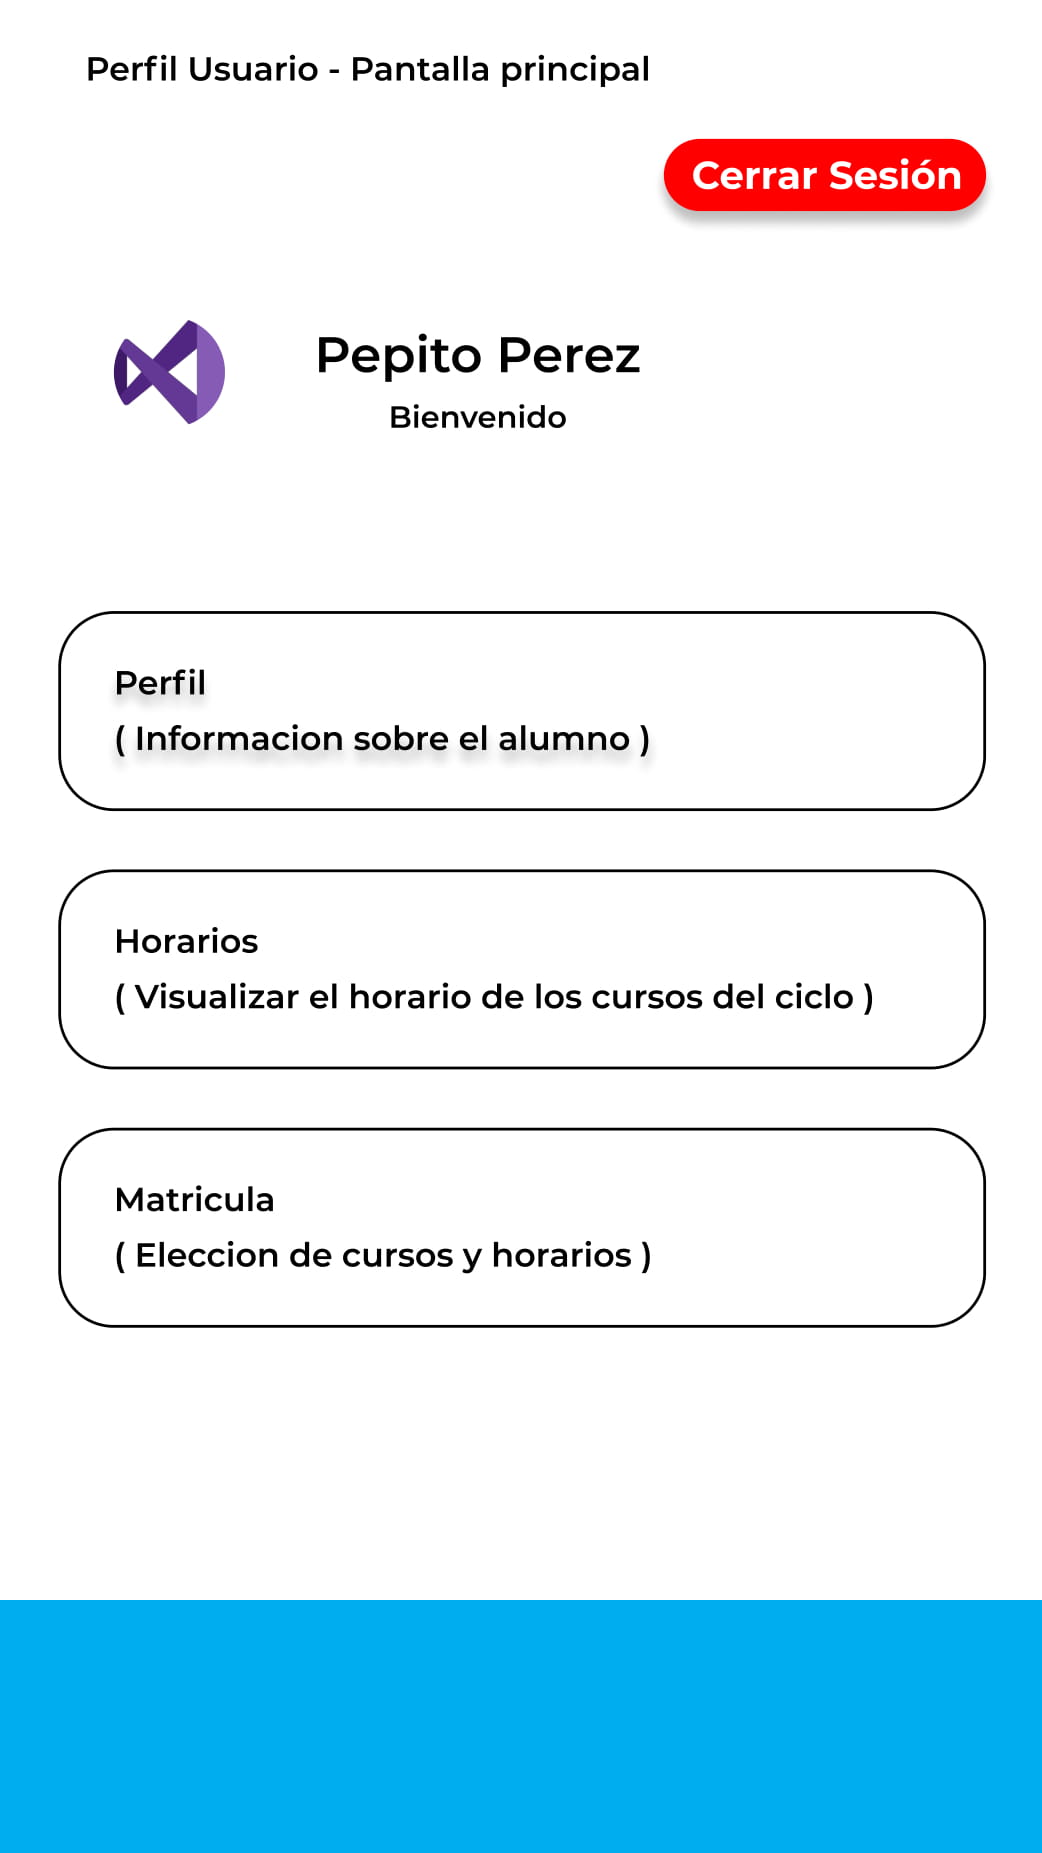 Perfil Usuario - Pantalla principal
Cerrar Sesión
Pepito Perez
Bienvenido
Perfil
( Informacion sobre el alumno )
Horarios
( Visualizar el horario de los cursos del ciclo )
Matricula
( Eleccion de cursos y horarios )